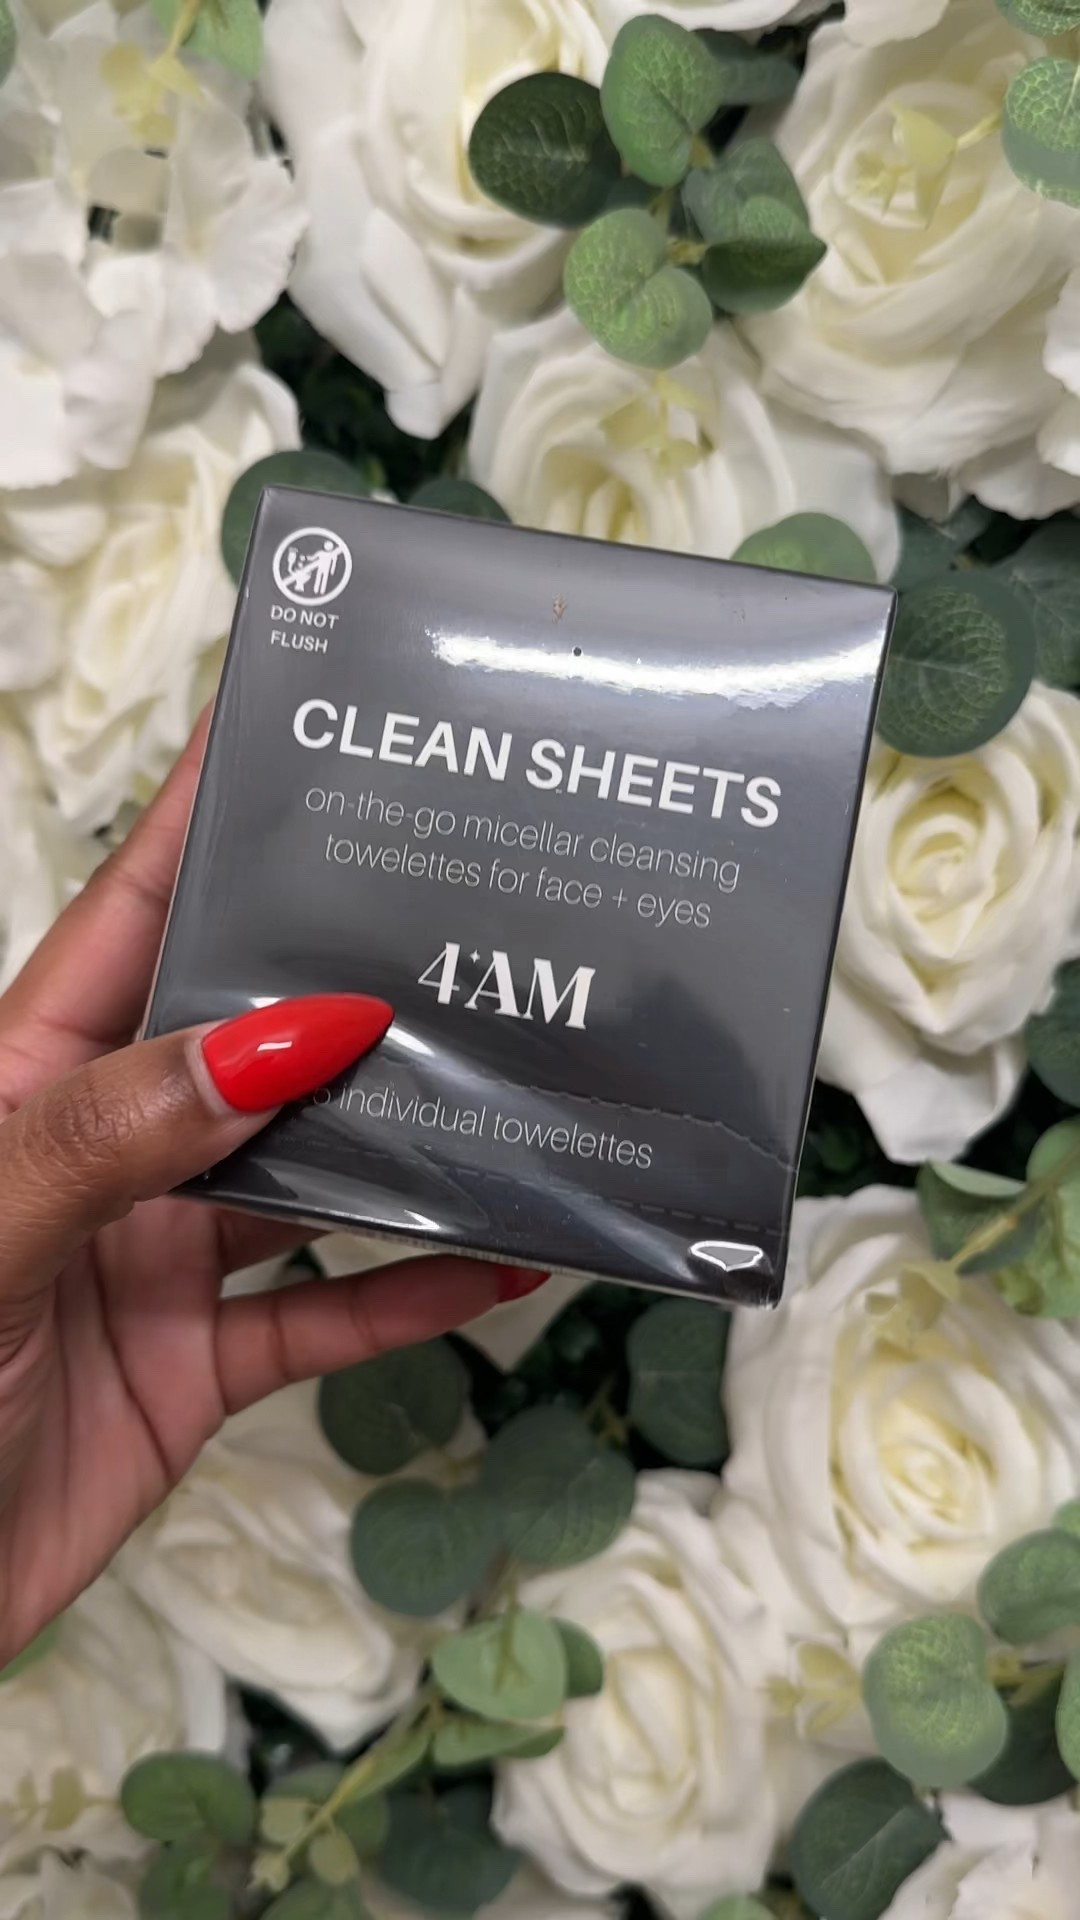 DO NOT
FLUSH
CLEAN SHEETS
on-the-go micellar cleansing
towelettes for face + eyes
4AM
individual towelettes